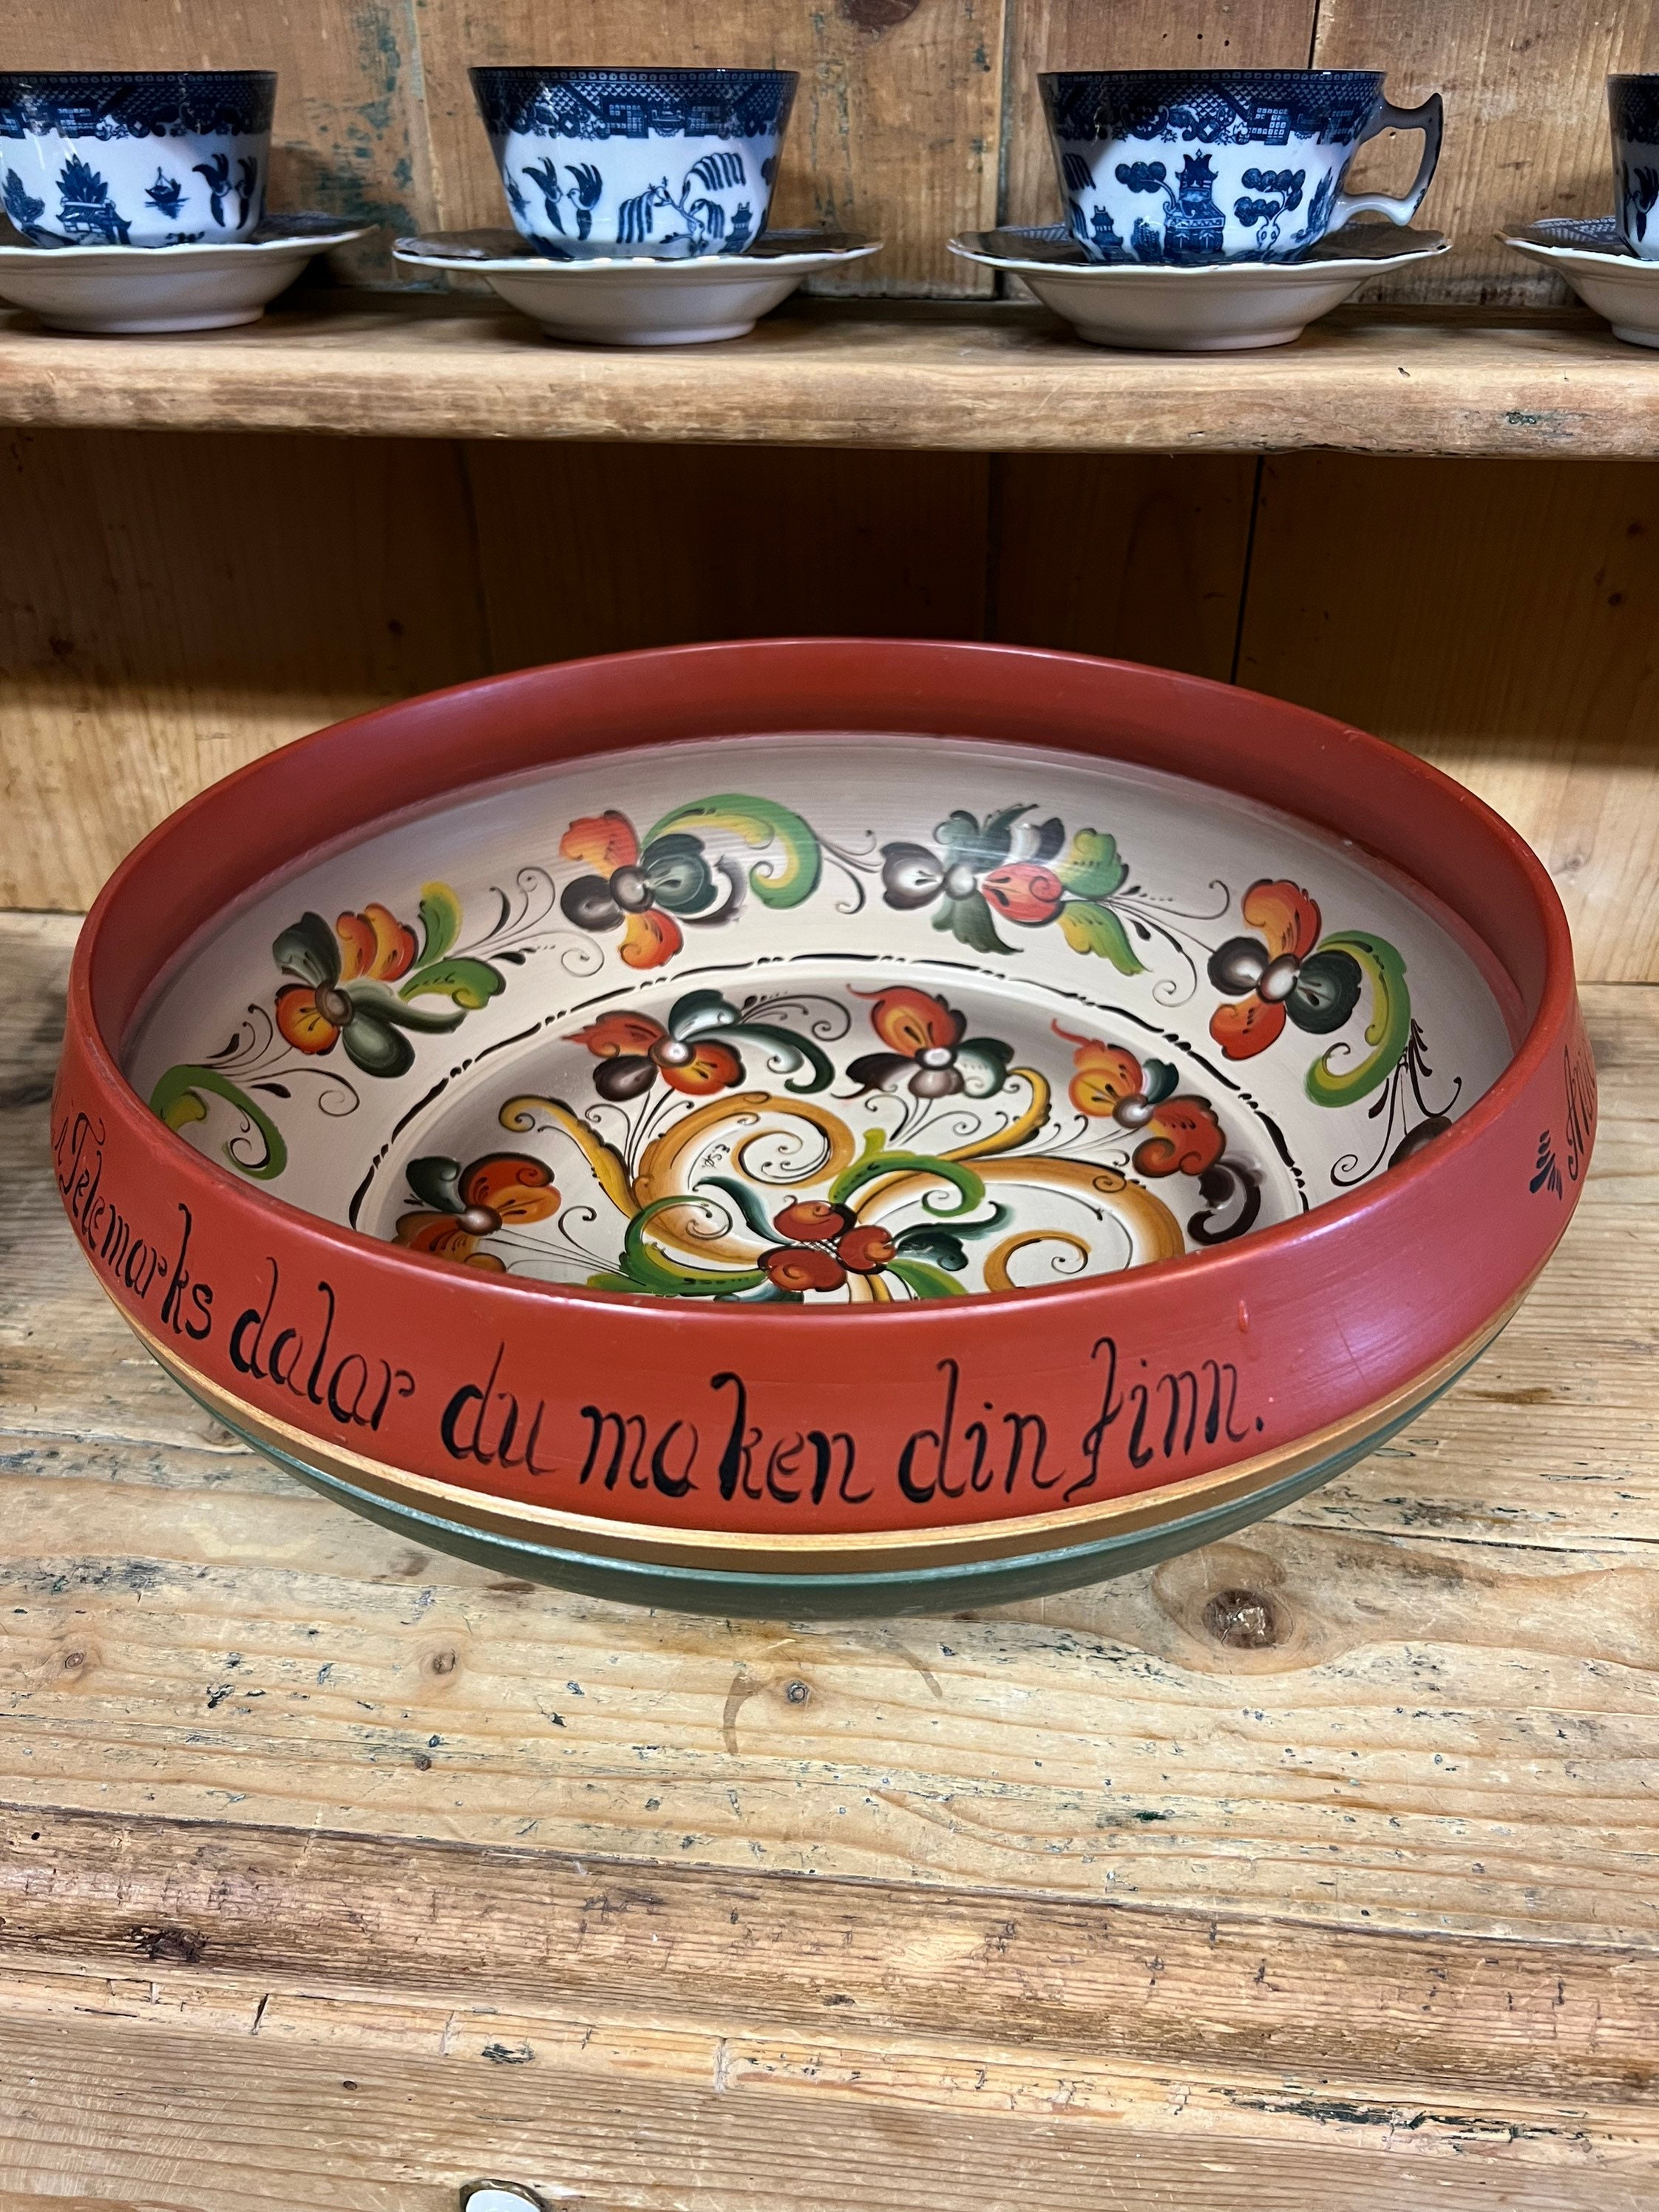 Telemarks dalar du maken din finn.